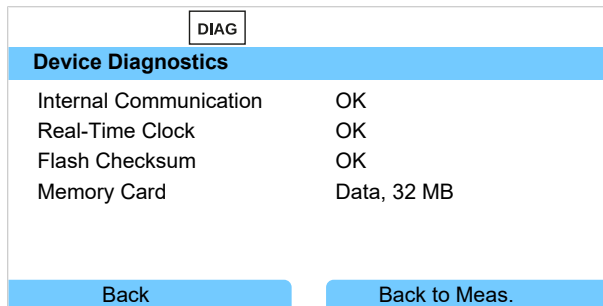 DIAG
Device Diagnostics
Internal Communication OK
Real-Time Clock OK
Flash Checksum OK
Memory Card Data, 32 MB
Back Back to Meas.